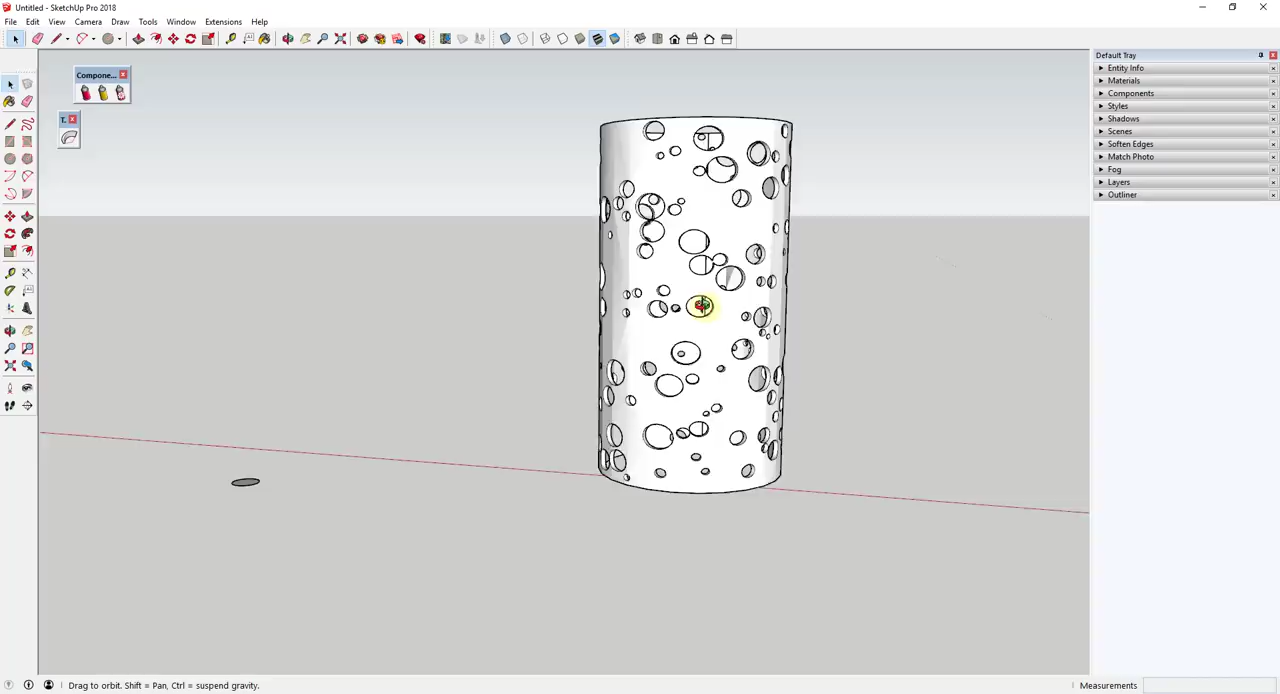 Untitled - SketchUp Pro 2018
File Edit View Camera Draw Tools Window Extensions Help
Default Tray
Entity Info
Materials
Components
Styles
Shadows
Scenes
Soften Edges
Match Photo
Fog
Layers
Outliner
Compone...
T..
Drag to orbit. Shift = Pan, Ctrl = suspend gravity.
Measurements